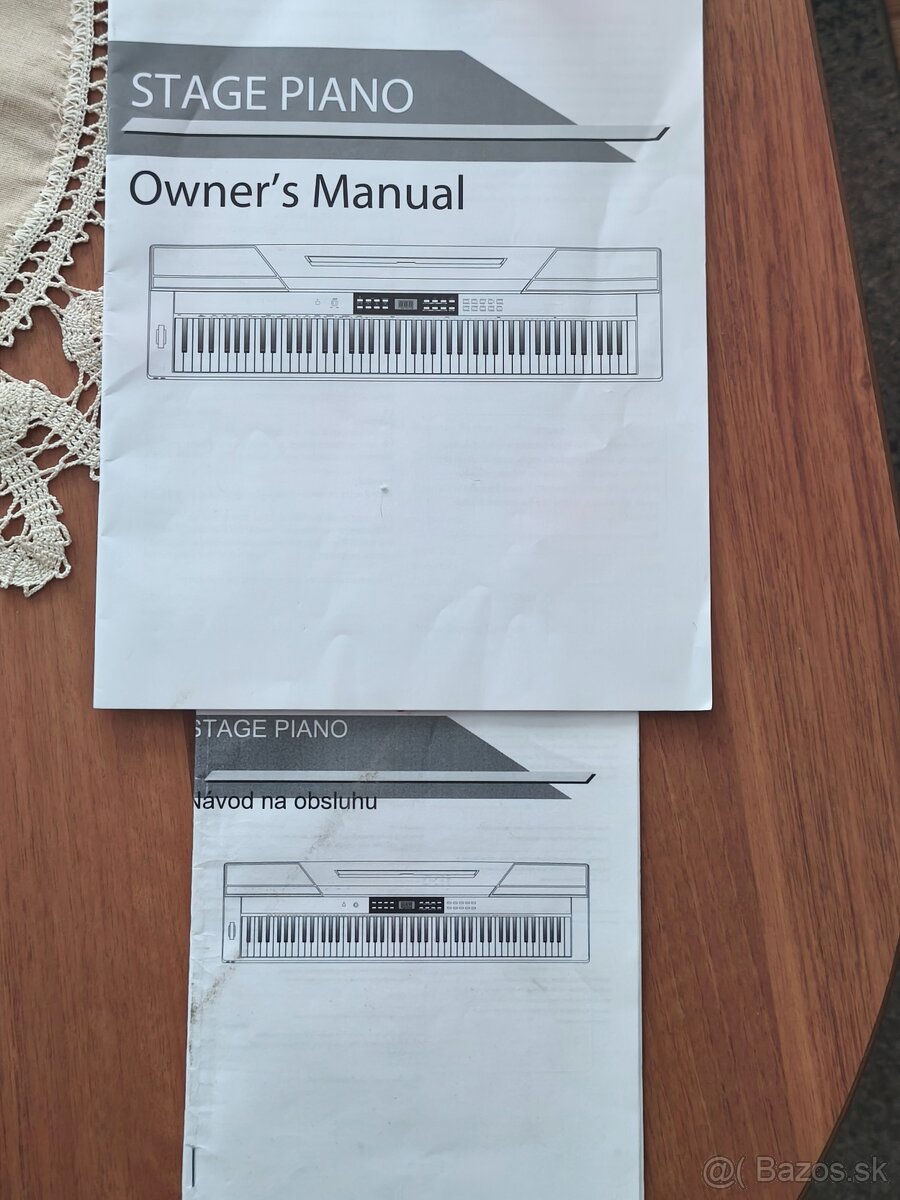 STAGE PIANO
Owner's Manual
STAGE PIANO
Návod na obsluhu
@( Bazos.sk